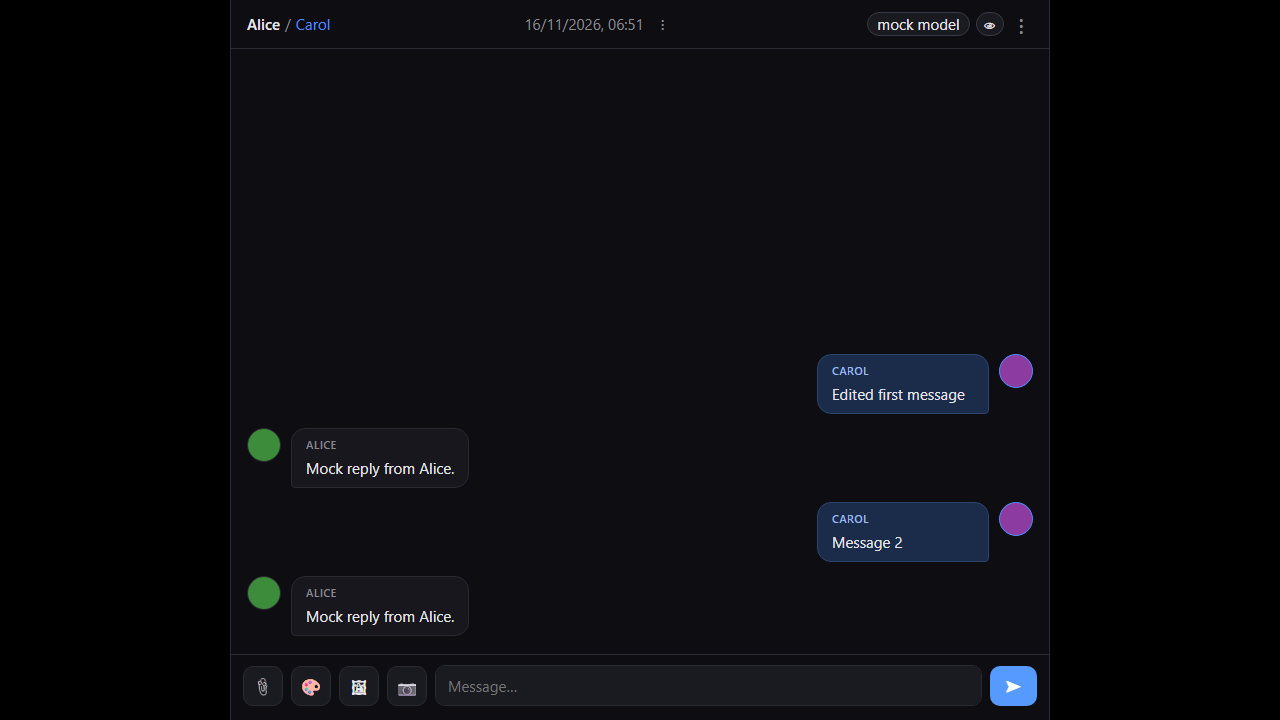 Alice / Carol
16/11/2026, 06:51
mock model
CAROL
Edited first message
ALICE
Mock reply from Alice.
CAROL
Message 2
ALICE
Mock reply from Alice.
Message...